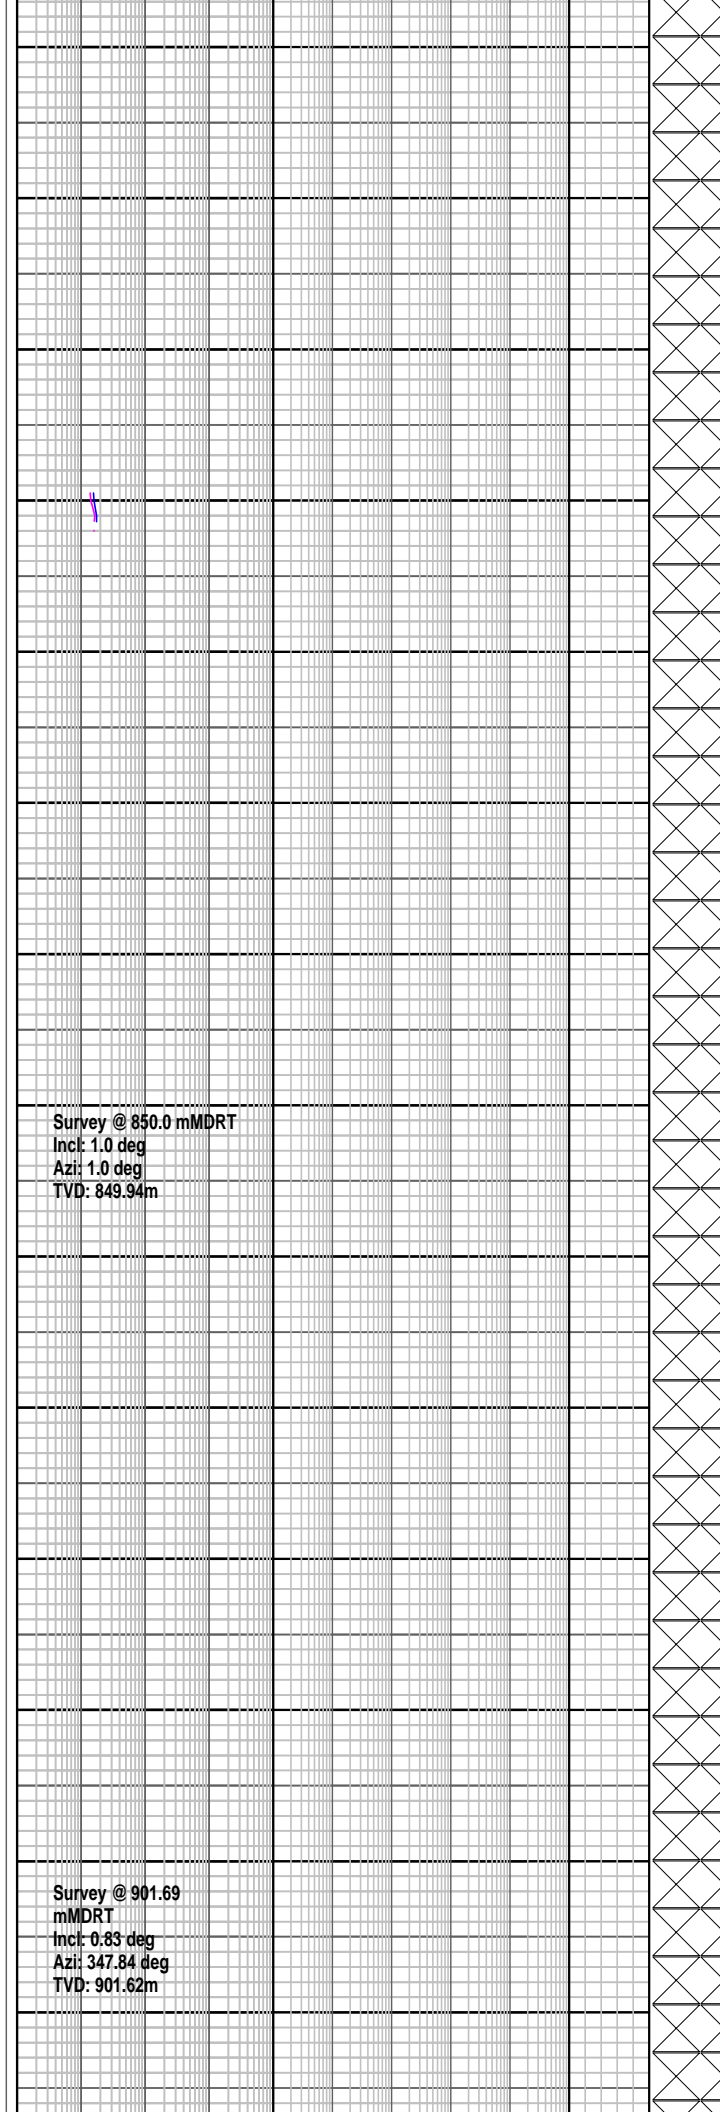 Survey @ 850.0 mMDRT
Incl: 1.0 deg
Azi: 1.0 deg
TVD: 849.94m
Survey @ 901.69
mMDRT
Incl: 0.83 deg
Azi: 347.84 deg
TVD: 901.62m